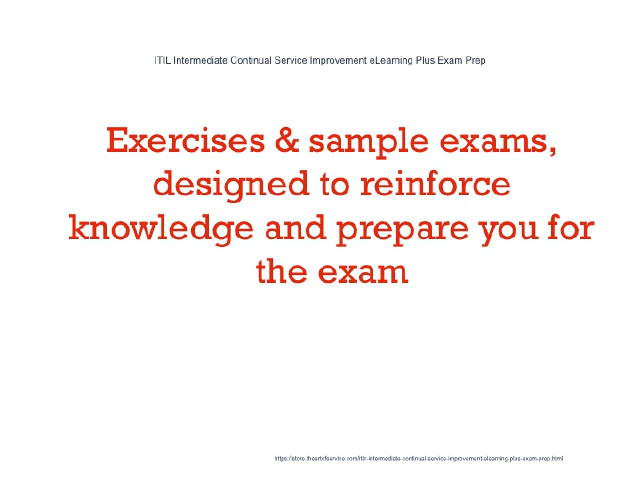 ITIL Intermediate Continual Service Improvement eLearning Plus Exam Prep
Exercises & sample exams,
designed to reinforce
knowledge and prepare you for
the exam
https://store.theartofservice.com/itil-intermediate-continual-service-improvement-elearning-plus-exam-prep.html